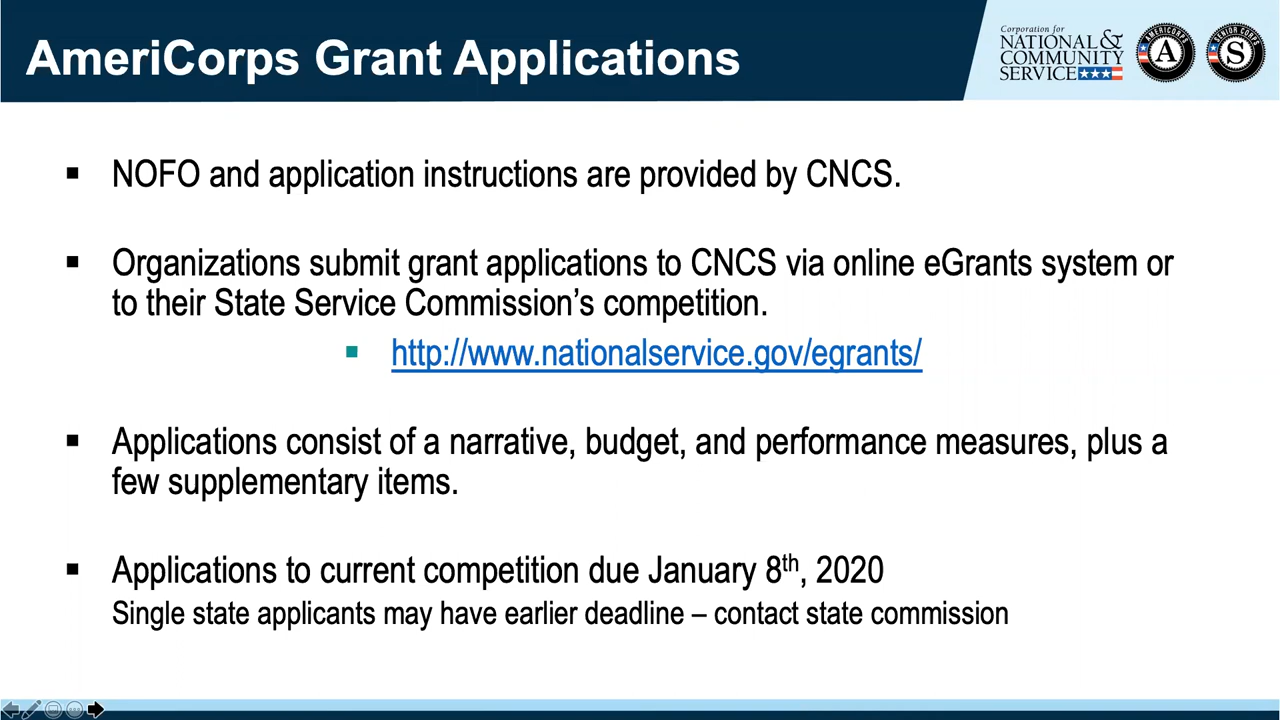 AmeriCorps Grant Applications
Corporation for
NATIONAL &
COMMUNITY
SERVICE
AMERICORPS
A
SENIOR CORPS
S
NOFO and application instructions are provided by CNCS.
Organizations submit grant applications to CNCS via online eGrants system or
to their State Service Commission’s competition.
http://www.nationalservice.gov/egrants/
Applications consist of a narrative, budget, and performance measures, plus a
few supplementary items.
Applications to current competition due January 8th, 2020
Single state applicants may have earlier deadline – contact state commission